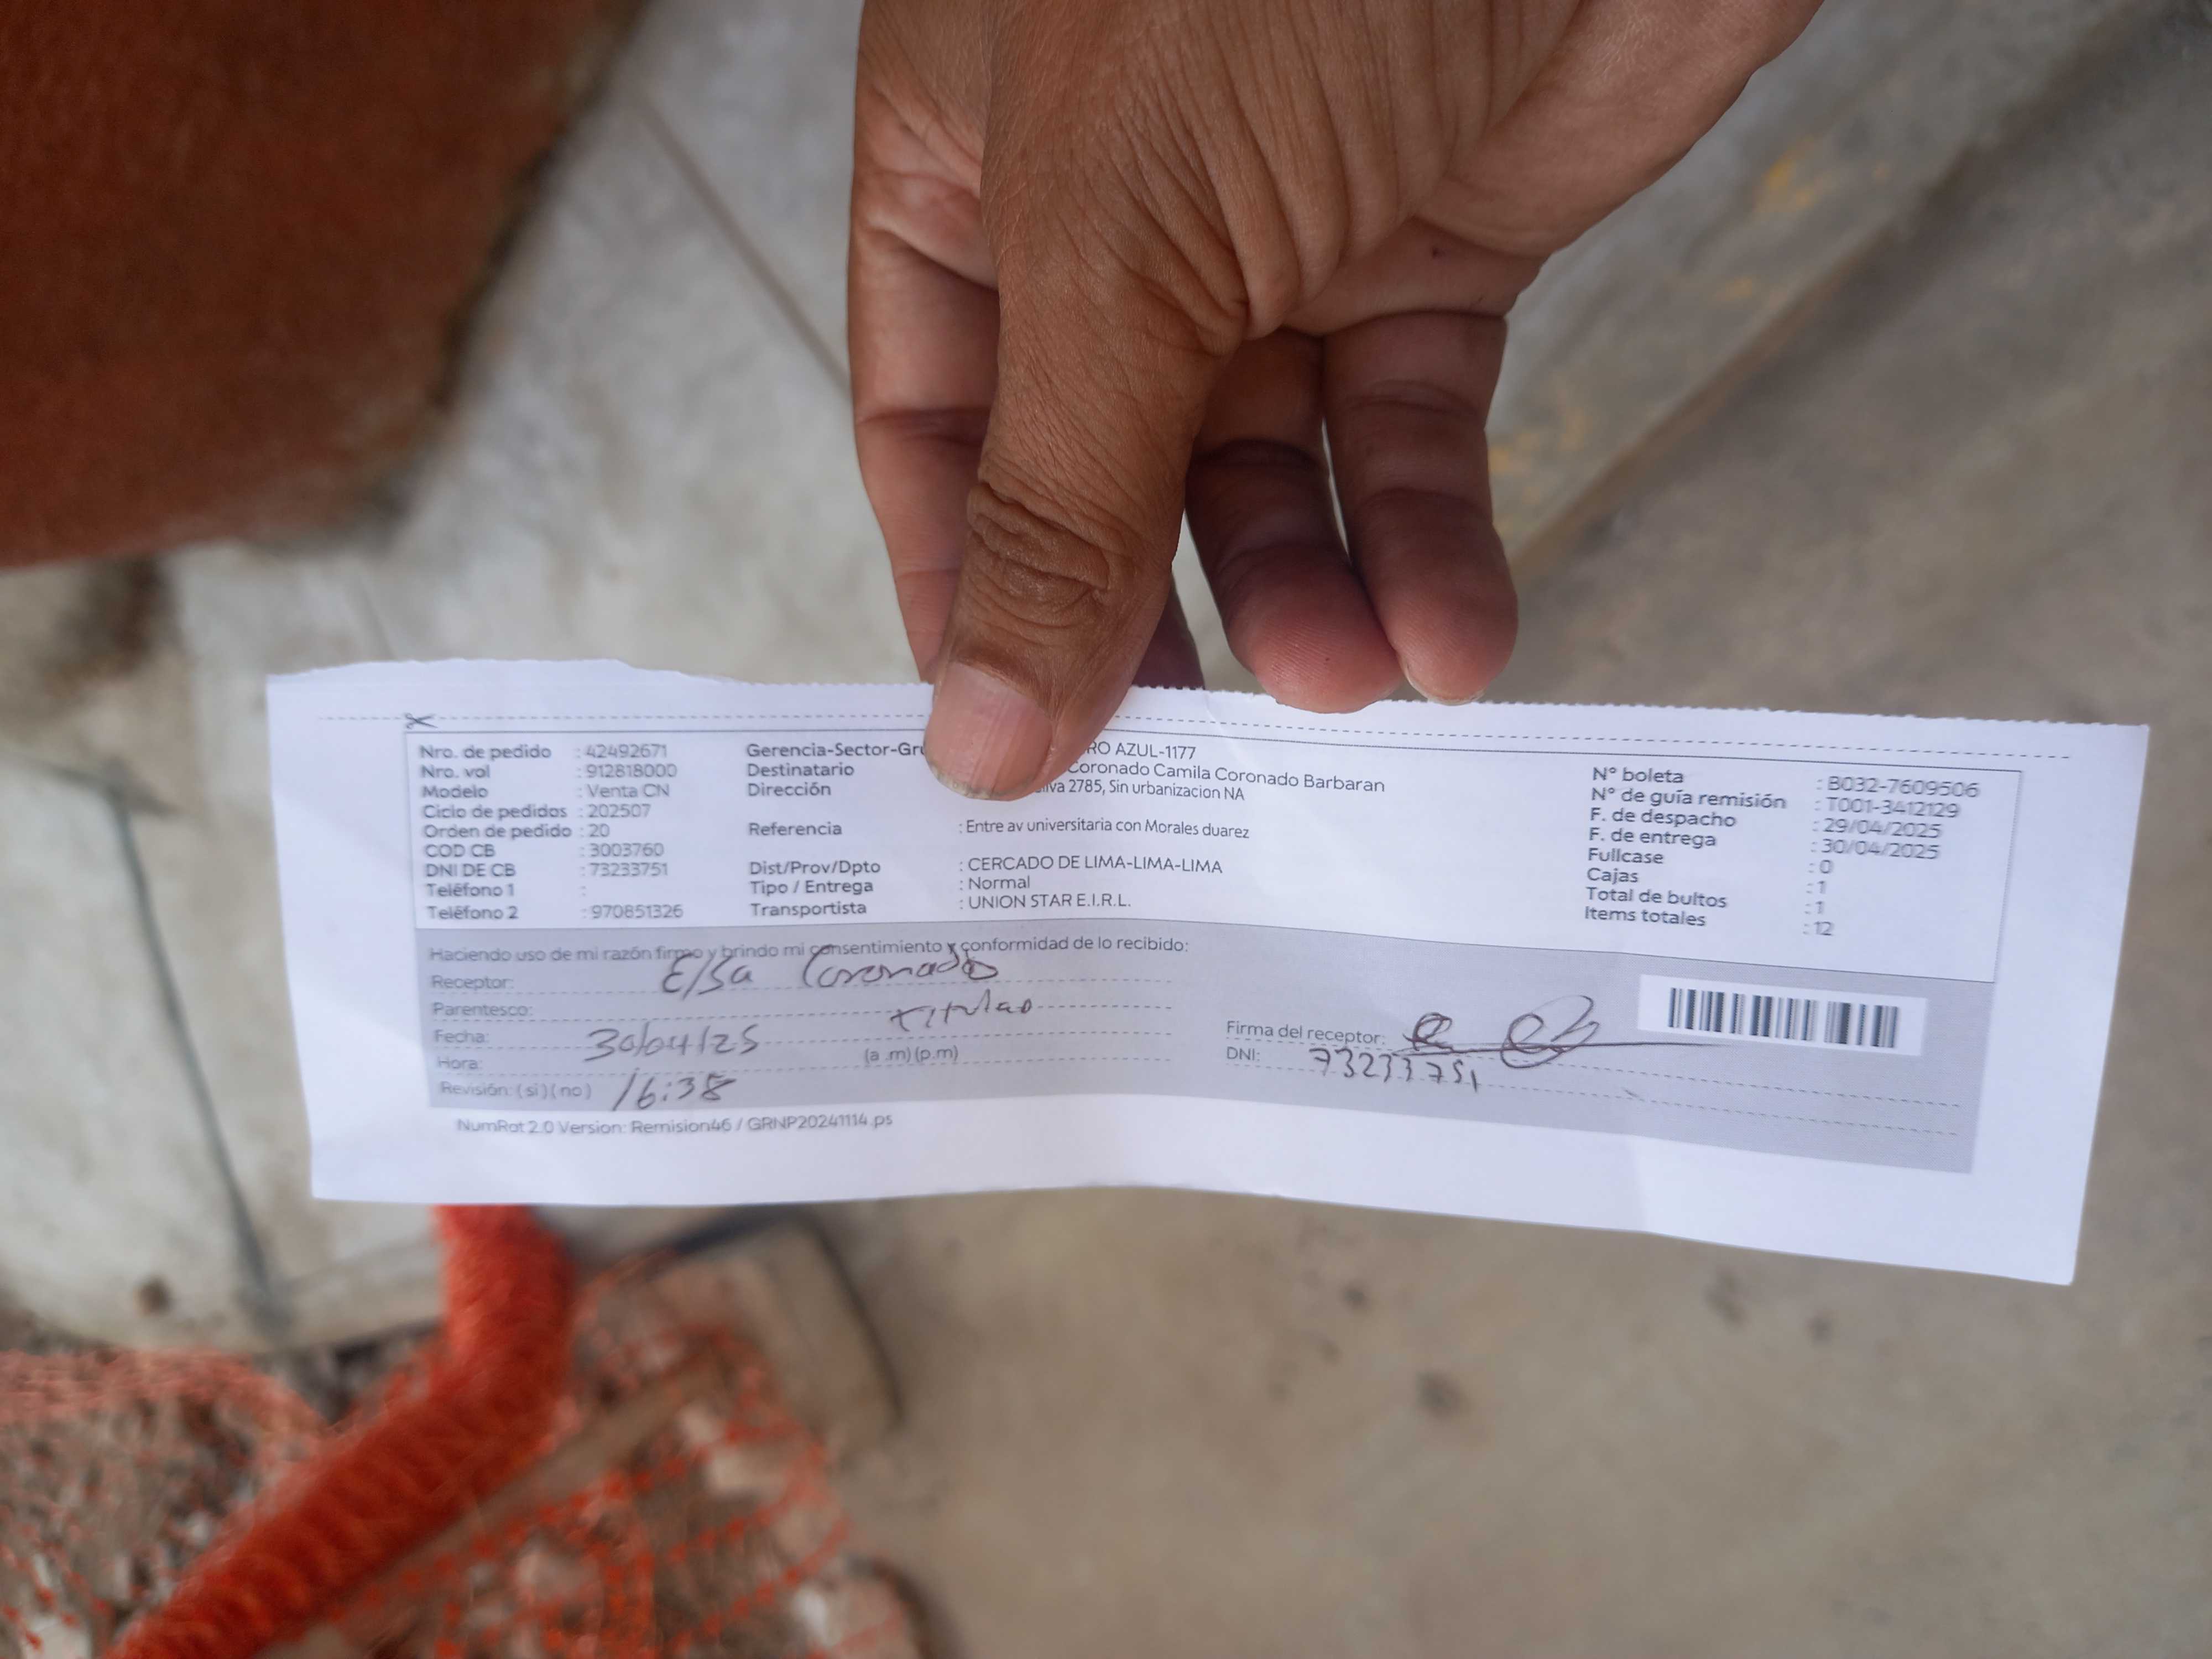 Nro. de pedido : 42492671
Nro. vol : 912818000
Modelo : Venta CN
Ciclo de pedidos : 202507
Orden de pedido : 20
COD CB : 3003760
DNI DE CB : 73233751
Teléfono 1 :
Teléfono 2 : 970851326
Gerencia-Sector-Gru RO AZUL-1177
Destinatario Coronado Camila Coronado Barbaran
Dirección 2785, Sin urbanizacion NA
Referencia : Entre av universitaria con Morales duarez
Dist/Prov/Dpto : CERCADO DE LIMA-LIMA-LIMA
Tipo / Entrega : Normal
Transportista : UNION STAR E.I.R.L.
N° boleta : B032-7609506
N° de guía remisión : T001-3412129
F. de despacho : 29/04/2025
F. de entrega : 30/04/2025
Fullcase : 0
Cajas : 1
Total de bultos : 1
Items totales : 12
Haciendo uso de mi razón firmo y brindo mi consentimiento y conformidad de lo recibido:
Receptor: Elsa Coronado
Parentesco: titular
Fecha: 30/04/25
Hora: (a .m) (p.m)
Revisión: ( si ) ( no ) 16:38
Firma del receptor:
DNI: 73233751
NumRat 2.0 Version: Remision46 / GRNP20241114.ps